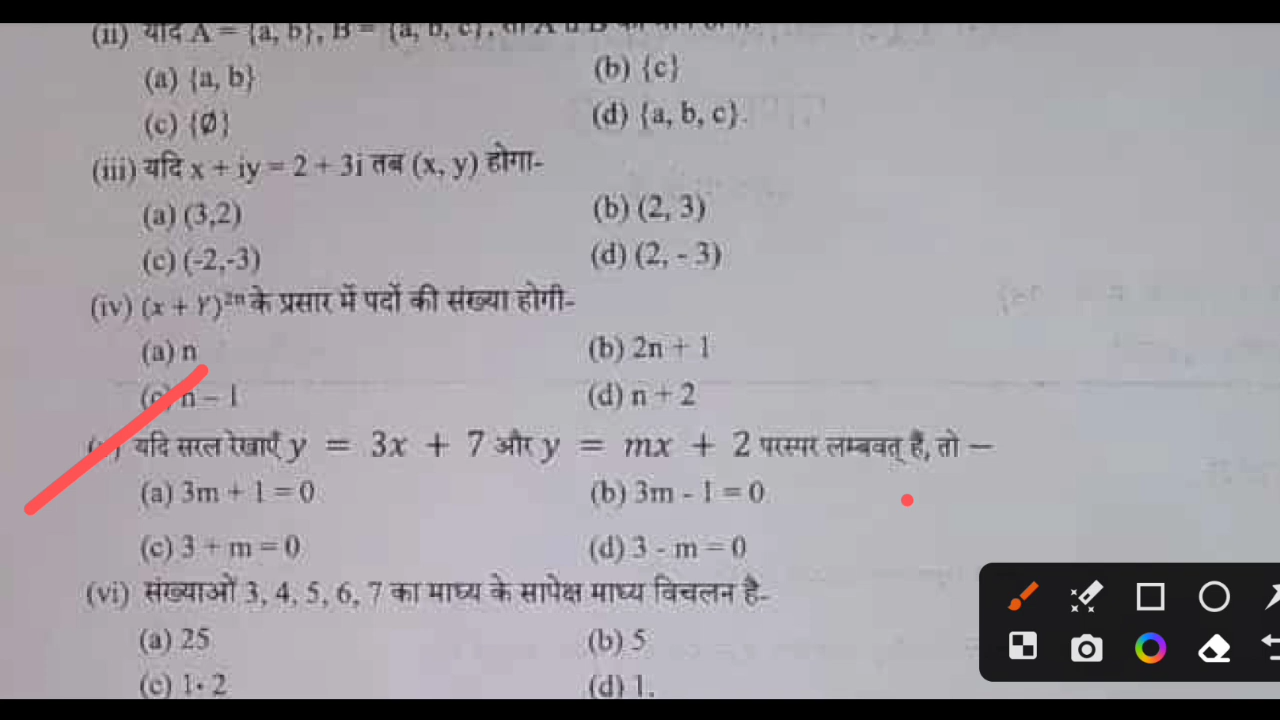 (ii) यदि A = {a, b}, B = {a, b, c}, तो A
(a) {a, b} (b) {c}
(c) {Ø} (d) {a, b, c}.
(iii) यदि x + iy = 2 + 3i तब (x, y) होगा-
(a) (3,2) (b) (2, 3)
(c) (-2,-3) (d) (2, - 3)
(iv) (x + Y)²ⁿ के प्रसार में पदों की संख्या होगी-
(a) n (b) 2n + 1
(c) n – 1 (d) n + 2
यदि सरल रेखाएँ y = 3x + 7 और y = mx + 2 परस्पर लम्बवत् हैं, तो —
(a) 3m + 1 = 0 (b) 3m - 1 = 0
(c) 3 + m = 0 (d) 3 - m = 0
(vi) संख्याओं 3, 4, 5, 6, 7 का माध्य के सापेक्ष माध्य विचलन है-
(a) 25 (b) 5
(c) 1·2 (d) 1.